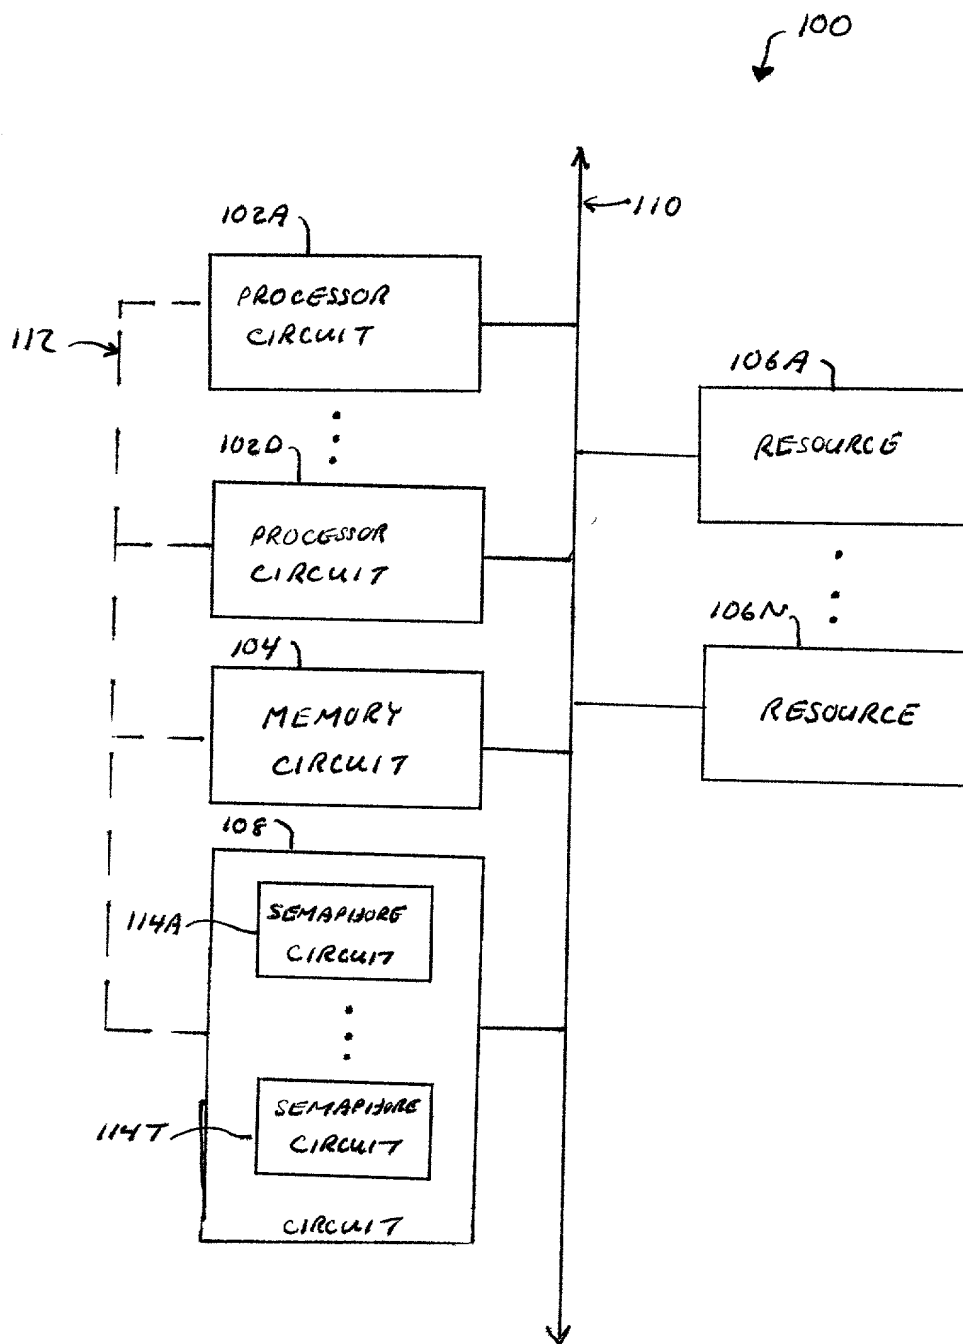 100
110
102A
PROCESSOR
CIRCUIT
112
106A
RESOURCE
102D
PROCESSOR
CIRCUIT
106N
RESOURCE
104
MEMORY
CIRCUIT
108
114A
SEMAPHORE
CIRCUIT
114T
SEMAPHORE
CIRCUIT
CIRCUIT